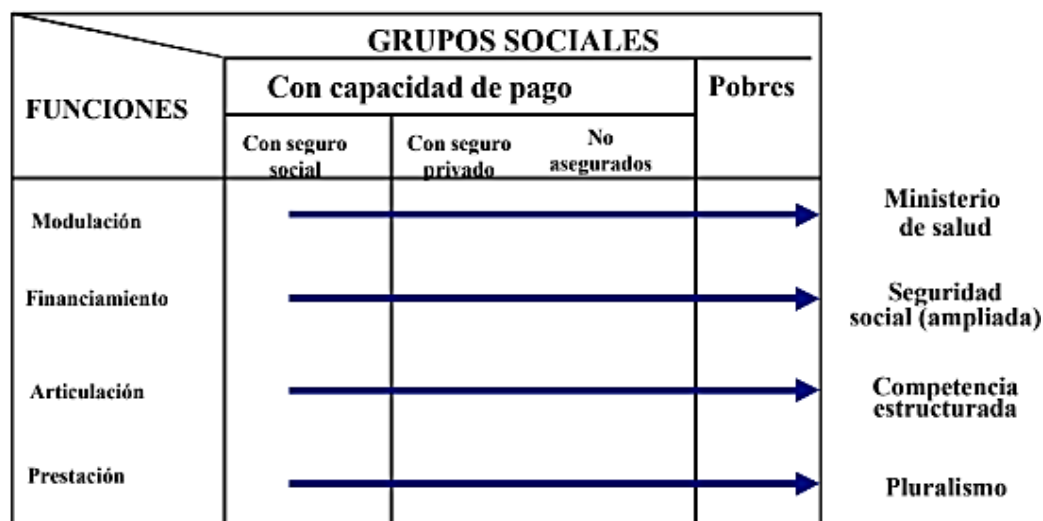 GRUPOS SOCIALES
FUNCIONES
Con capacidad de pago
Pobres
Con seguro
social
Con seguro
privado
No
asegurados
Modulación
Ministerio
de salud
Financiamiento
Seguridad
social (ampliada)
Articulación
Competencia
estructurada
Prestación
Pluralismo